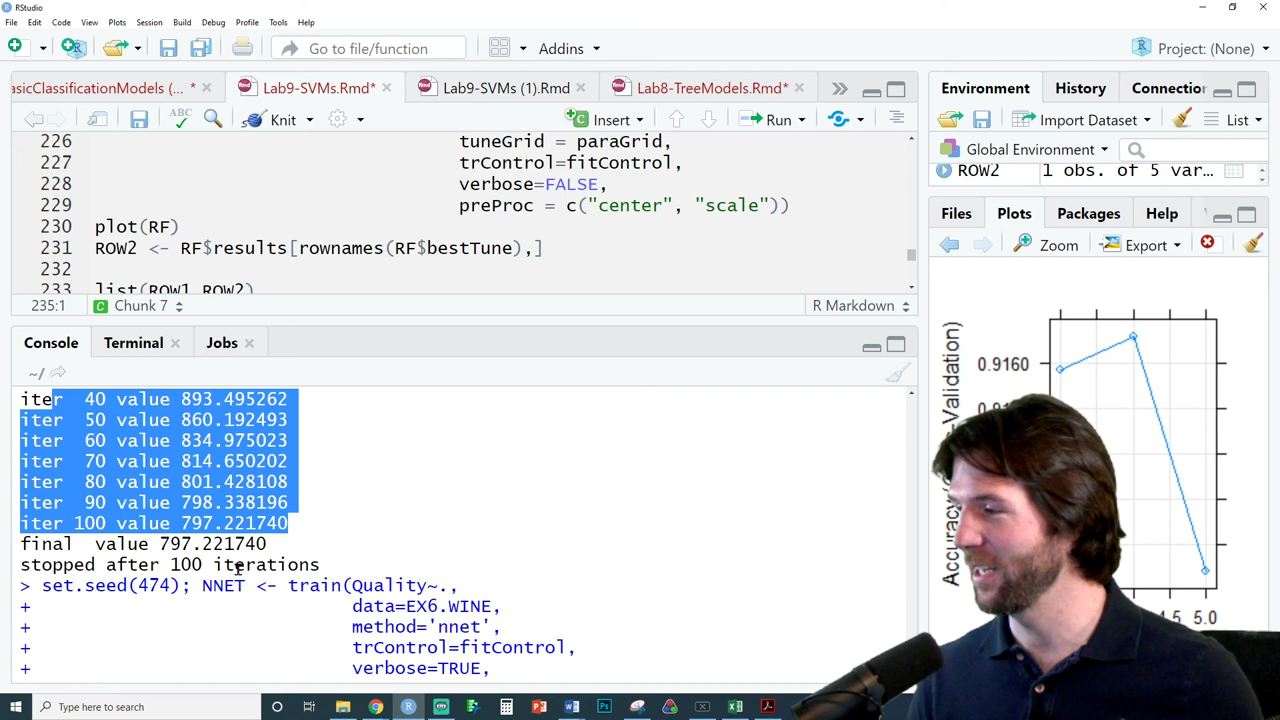 RStudio
File Edit Code View Plots Session Build Debug Profile Tools Help
Go to file/function Addins Project: (None)
asicClassificationModels (... * Lab9-SVMs.Rmd* Lab9-SVMs (1).Rmd Lab8-TreeModels.Rmd*
ABC Knit Insert Run
226 tuneGrid = paraGrid,
227 trControl=fitControl,
228 verbose=FALSE,
229 preProc = c("center", "scale"))
230 plot(RF)
231 ROW2 <- RF$results[rownames(RF$bestTune),]
232
233 list(ROW1,ROW2)
235:1 C Chunk 7 R Markdown
Console Terminal Jobs
~/
iter 40 value 893.495262
iter 50 value 860.192493
iter 60 value 834.975023
iter 70 value 814.650202
iter 80 value 801.428108
iter 90 value 798.338196
iter 100 value 797.221740
final value 797.221740
stopped after 100 iterations
> set.seed(474); NNET <- train(Quality~.,
+ data=EX6.WINE,
+ method='nnet',
+ trControl=fitControl,
+ verbose=TRUE,
Environment History Connection
Import Dataset List
Global Environment
ROW2 1 obs. of 5 var...
Files Plots Packages Help
Zoom Export
0.9160
5.0
Type here to search